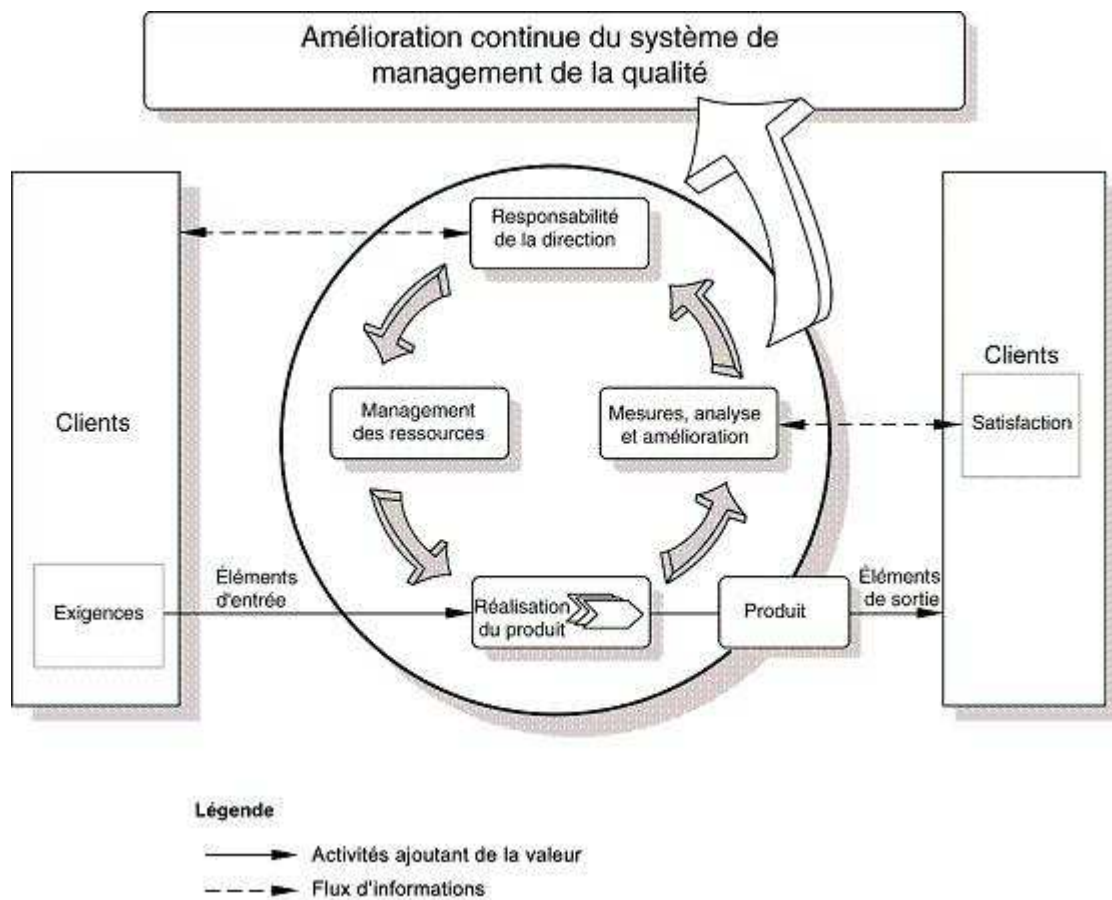 Amélioration continue du système de
management de la qualité
Responsabilité
de la direction
Clients
Management
des ressources
Mesures, analyse
et amélioration
Clients
Satisfaction
Exigences
Éléments
d'entrée
Réalisation
du produit
Produit
Éléments
de sortie
Légende
Activités ajoutant de la valeur
Flux d'informations